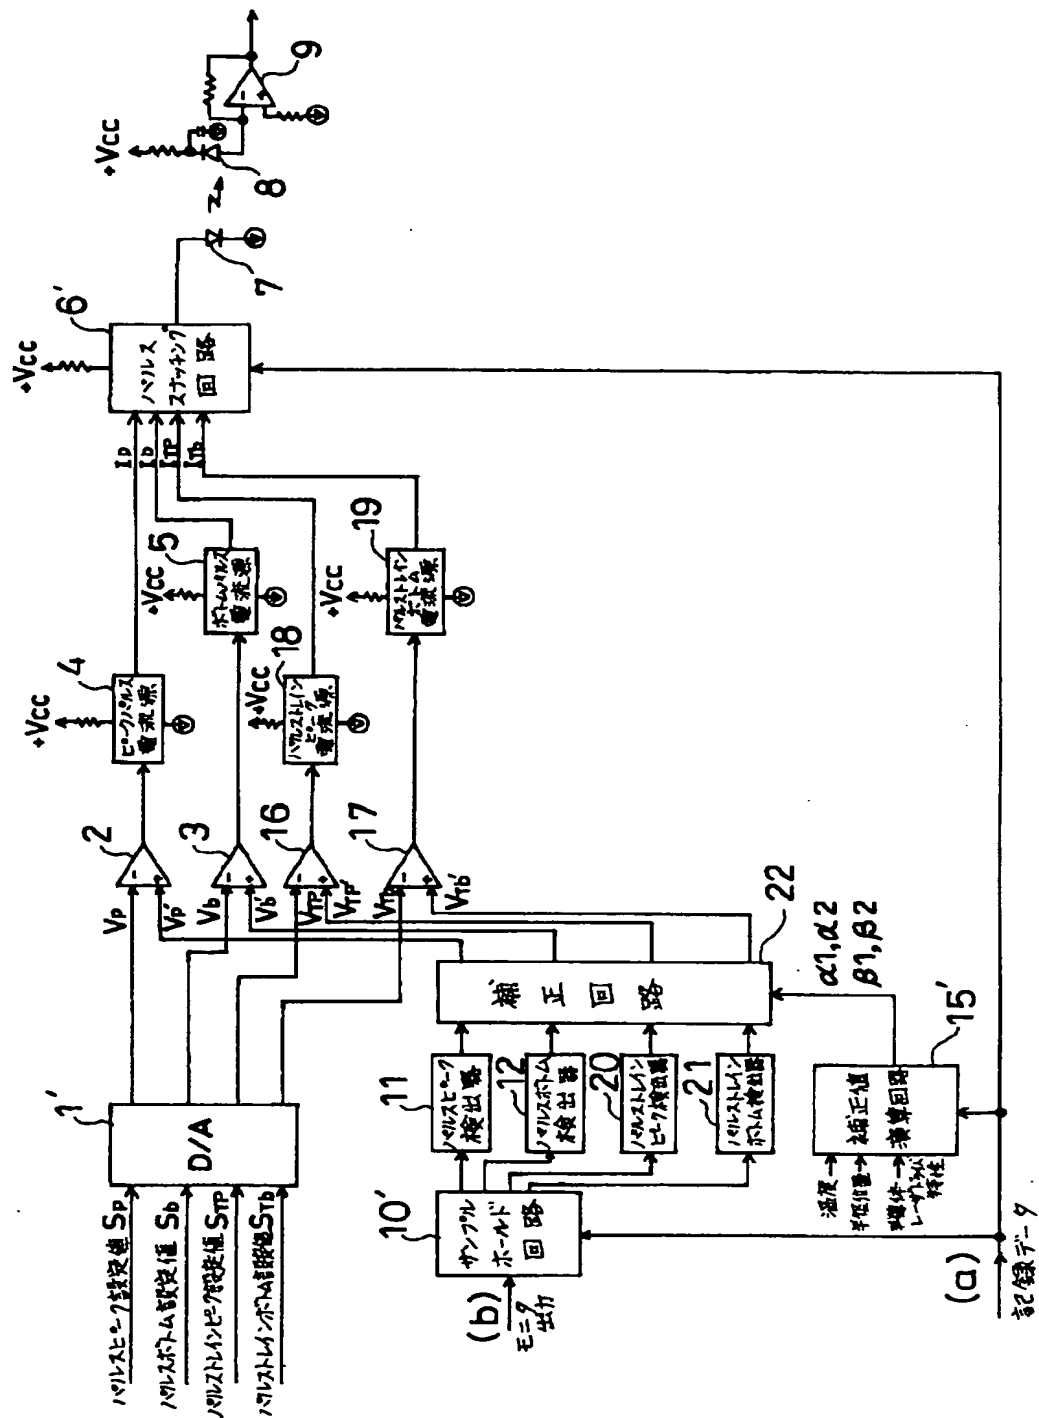 パルスピーク設定値 Sp
パルスボトム設定値 Sb
パルストレインピーク設定値 STP
パルストレインボトム設定値 STb
1'
D/A
Vp
Vp'
Vb
Vb'
VTP
VTP'
VTb
VTb'
2
3
16
17
+Vcc
4
ピークパルス
電流源
+Vcc
5
ボトムパルス
電流源
+Vcc
18
パルストレイン
ピーク
電流源
+Vcc
19
パルストレイン
ボトム
電流源
Ip
Ib
ITP
ITb
+Vcc
6'
パルス
スイッチング
回路
7
8
+Vcc
9
(b)
モニタ
出力
10'
サンプル
ホールド
回路
11
パルスピーク
検出器
12
パルスボトム
検出器
20
パルストレイン
ピーク検出器
21
パルストレイン
ボトム検出器
補正回路
22
α1,α2
β1,β2
温度
半径位置
半導体
レーザドライバ
特性
補正値
演算回路
15'
(a)
記録データ